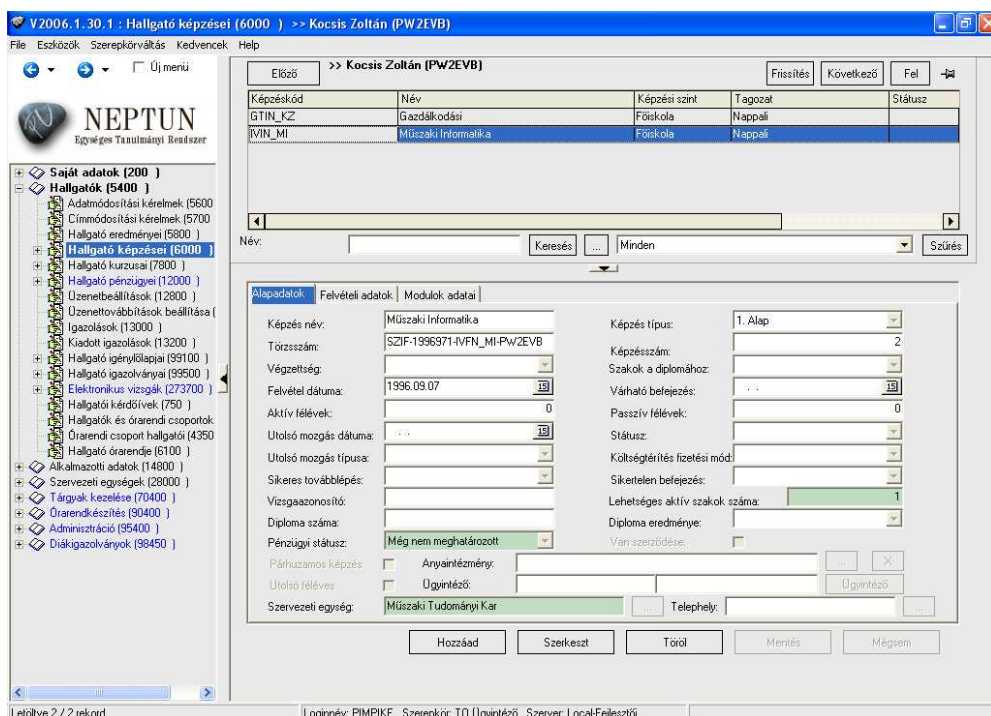 V2006.1.30.1 : Hallgató képzései (6000 ) >> Kocsis Zoltán (PW2EVB)
File Eszközök Szerepkörváltás Kedvencek Help
Új menü
NEPTUN
Egységes Tanulmányi Rendszer
Saját adatok (200 )
Hallgatók (5400 )
Adatmódosítási kérelmek (5600
Címmódosítási kérelmek (5700
Hallgató eredményei (5800 )
Hallgató képzései (6000 )
Hallgató kurzusai (7800 )
Hallgató pénzügyei (12000 )
Üzenetbeállítások (12800 )
Üzenettovábbítások beállítása (
Igazolások (13000 )
Kiadott igazolások (13200 )
Hallgató igénylőlapjai (99100 )
Hallgató igazolványai (99500 )
Elektronikus vizsgák (273700 )
Hallgatói kérdőívek (750 )
Hallgatók és órarendi csoportok
Órarendi csoport hallgatói (4350
Hallgató órarendje (6100 )
Alkalmazotti adatok (14800 )
Szervezeti egységek (28000 )
Tárgyak kezelése (70400 )
Órarendkészítés (90400 )
Adminisztráció (95400 )
Diákigazolványok (98450 )
Előző >> Kocsis Zoltán (PW2EVB) Frissítés Következő Fel
Képzéskód Név Képzési szint Tagozat Státusz
GTIN_KZ Gazdálkodási Főiskola Nappali
IVIN_MI Műszaki Informatika Főiskola Nappali
Név: Keresés ... Minden Szűrés
Alapadatok Felvételi adatok Modulok adatai
Képzés név: Műszaki Informatika Képzés típus: 1. Alap
Törzsszám: SZIF-1996971-IVFN_MI-PW2EVB Képzésszám: 2
Végzettség: Szakok a diplomához:
Felvétel dátuma: 1996.09.07 15 Várható befejezés: . . 15
Aktív félévek: 0 Passzív félévek: 0
Utolsó mozgás dátuma: . . . 15 Státusz:
Utolsó mozgás típusa: Költségtérítés fizetési mód:
Sikeres továbblépés: Sikertelen befejezés:
Vizsgaazonosító: Lehetséges aktív szakok száma: 1
Diploma száma: Diploma eredménye:
Pénzügyi státusz: Még nem meghatározott Van szerződése:
Párhuzamos képzés Anyaintézmény: ... X
Utolsó féléves Ügyintéző: Ügyintéző
Szervezeti egység: Műszaki Tudományi Kar ... Telephely: ...
Hozzáad Szerkeszt Töröl Mentés Mégsem
Letöltve 2 / 2 rekord Loginnév: PIMPIKE Szerepkör: TO Ügyintéző Szerver: Local-Fejlesztői